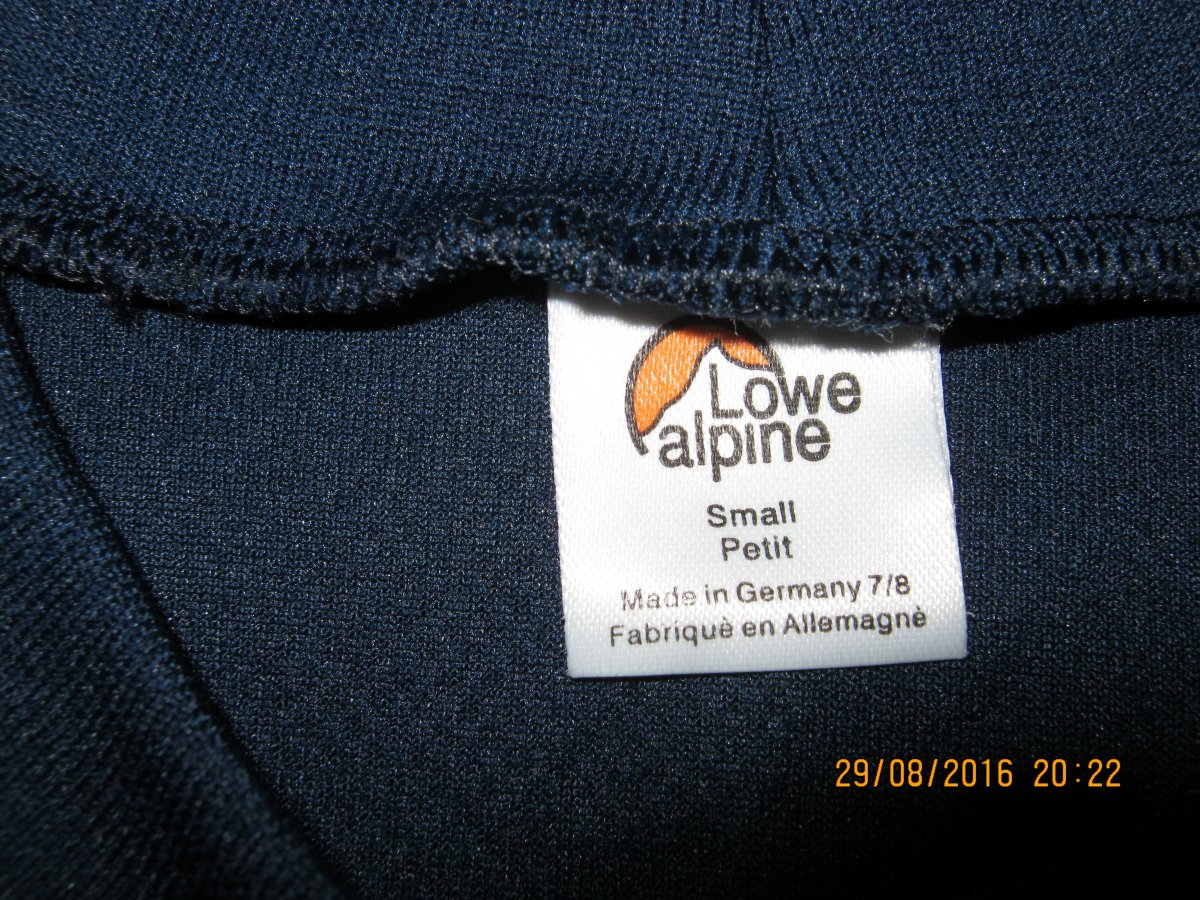 Lowe
alpine
Small
Petit
Made in Germany 7/8
Fabriquè en Allemagnè
29/08/2016 20:22